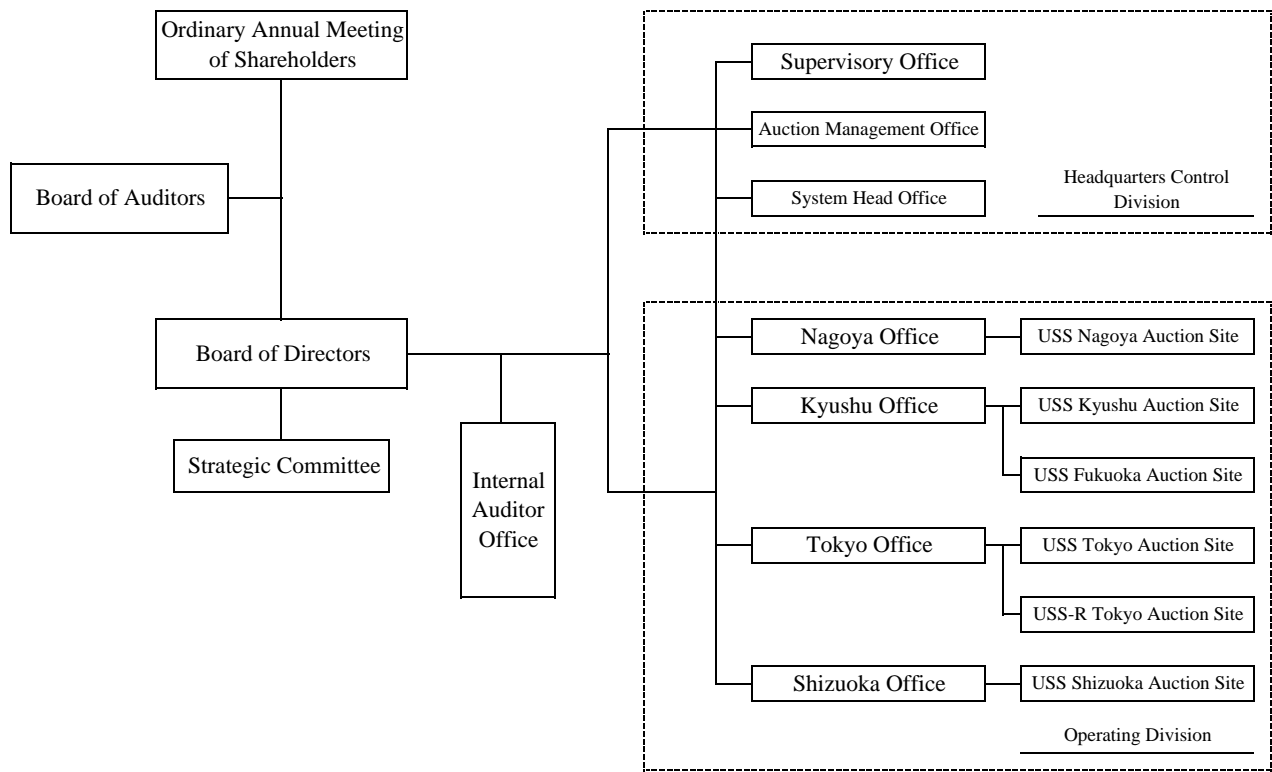 Ordinary Annual Meeting
of Shareholders
Board of Auditors
Board of Directors
Strategic Committee
Internal
Auditor
Office
Supervisory Office
Auction Management Office
System Head Office
Headquarters Control
Division
Nagoya Office
USS Nagoya Auction Site
Kyushu Office
USS Kyushu Auction Site
USS Fukuoka Auction Site
Tokyo Office
USS Tokyo Auction Site
USS-R Tokyo Auction Site
Shizuoka Office
USS Shizuoka Auction Site
Operating Division